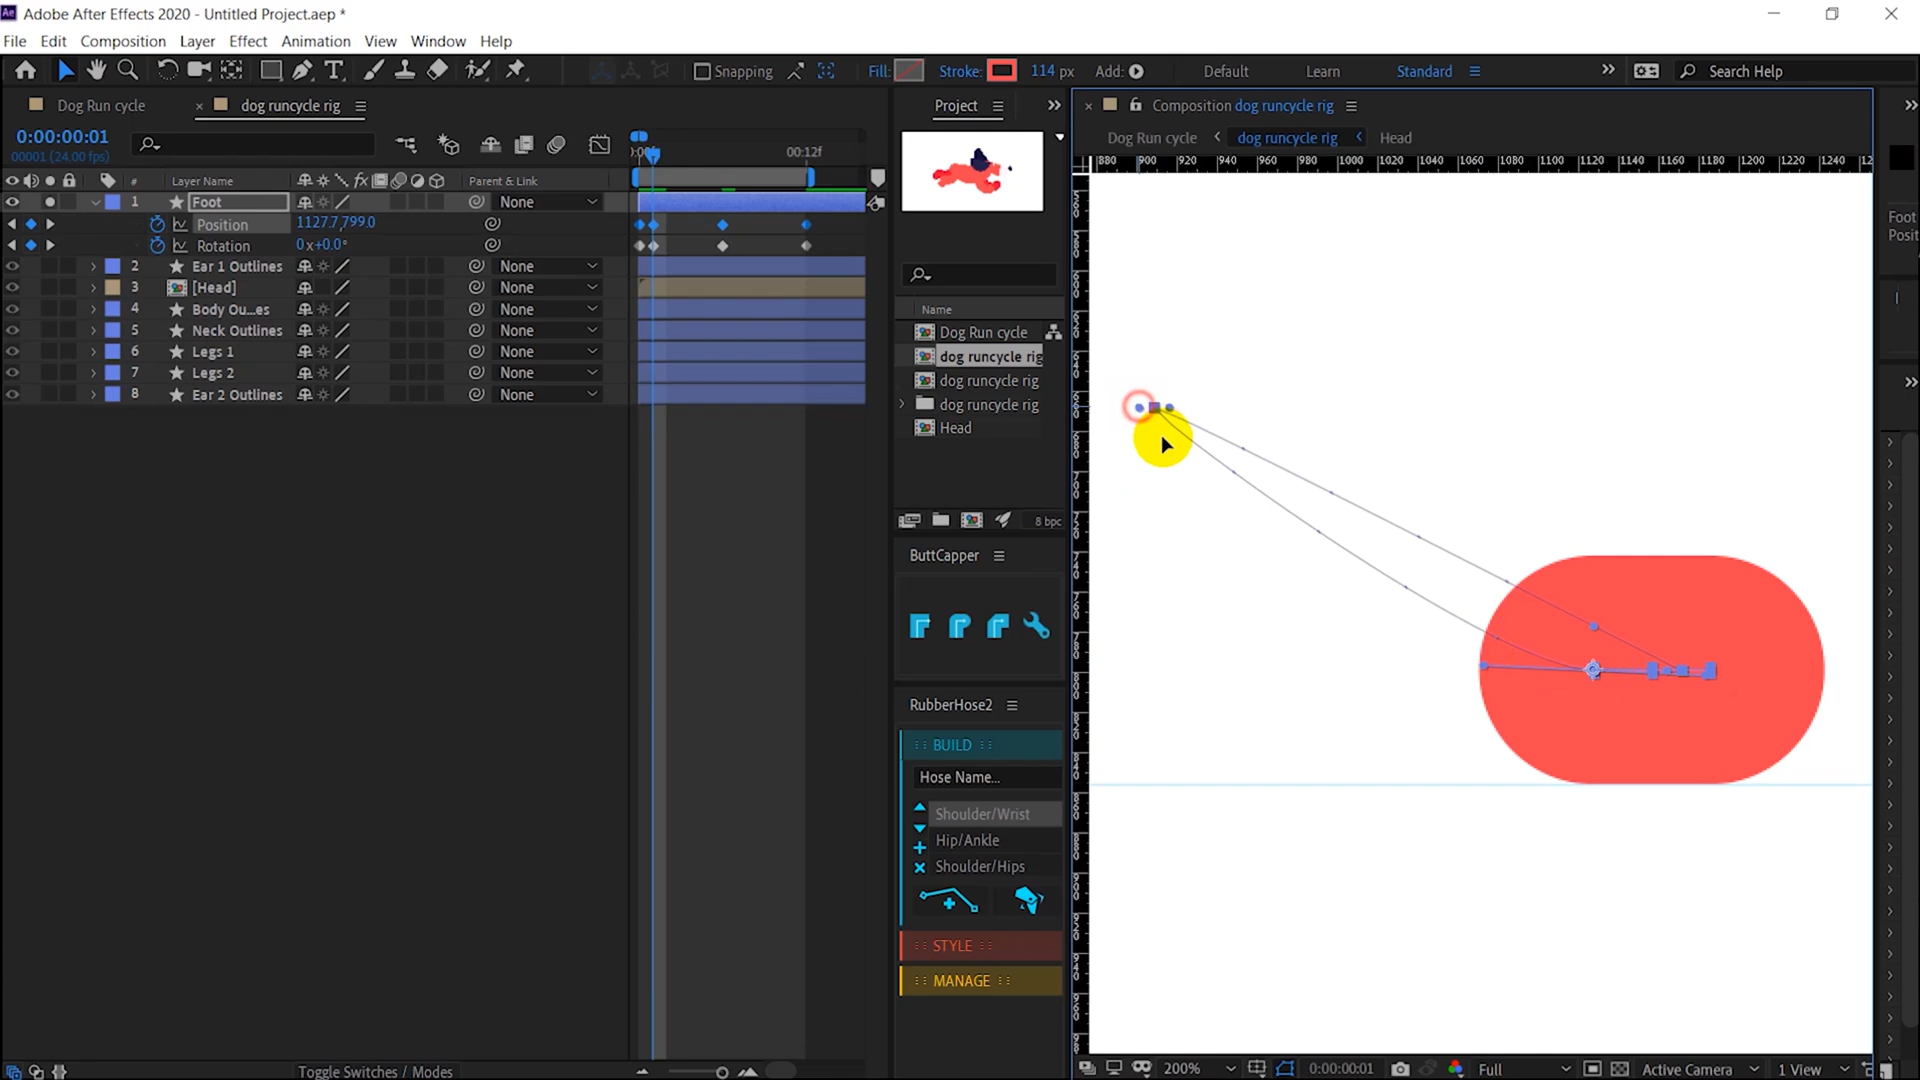 Adobe After Effects 2020 - Untitled Project.aep *
File Edit Composition Layer Effect Animation View Window Help
Snapping Fill: Stroke: 114 px Add: Default Learn Standard Search Help
Dog Run cycle dog runcycle rig
0:00:00:01
00001 (24.00 fps)
00:12f
# Layer Name Parent & Link
1 Foot None
Position 1127.7,799.0
Rotation 0x+0.0°
2 Ear 1 Outlines None
3 [Head] None
4 Body Ou...es None
5 Neck Outlines None
6 Legs 1 None
7 Legs 2 None
8 Ear 2 Outlines None
Toggle Switches / Modes
Project
Name
Dog Run cycle
dog runcycle rig
dog runcycle rig
dog runcycle rig
Head
8 bpc
ButtCapper
RubberHose2
BUILD
Hose Name...
Shoulder/Wrist
Hip/Ankle
Shoulder/Hips
STYLE
MANAGE
Composition dog runcycle rig
Dog Run cycle dog runcycle rig Head
880 900 920 940 960 980 1000 1020 1040 1060 1080 1100 1120 1140 1160 1180 1200 1220 1240
Foot
Posit
200% 0:00:00:01 Full Active Camera 1 View